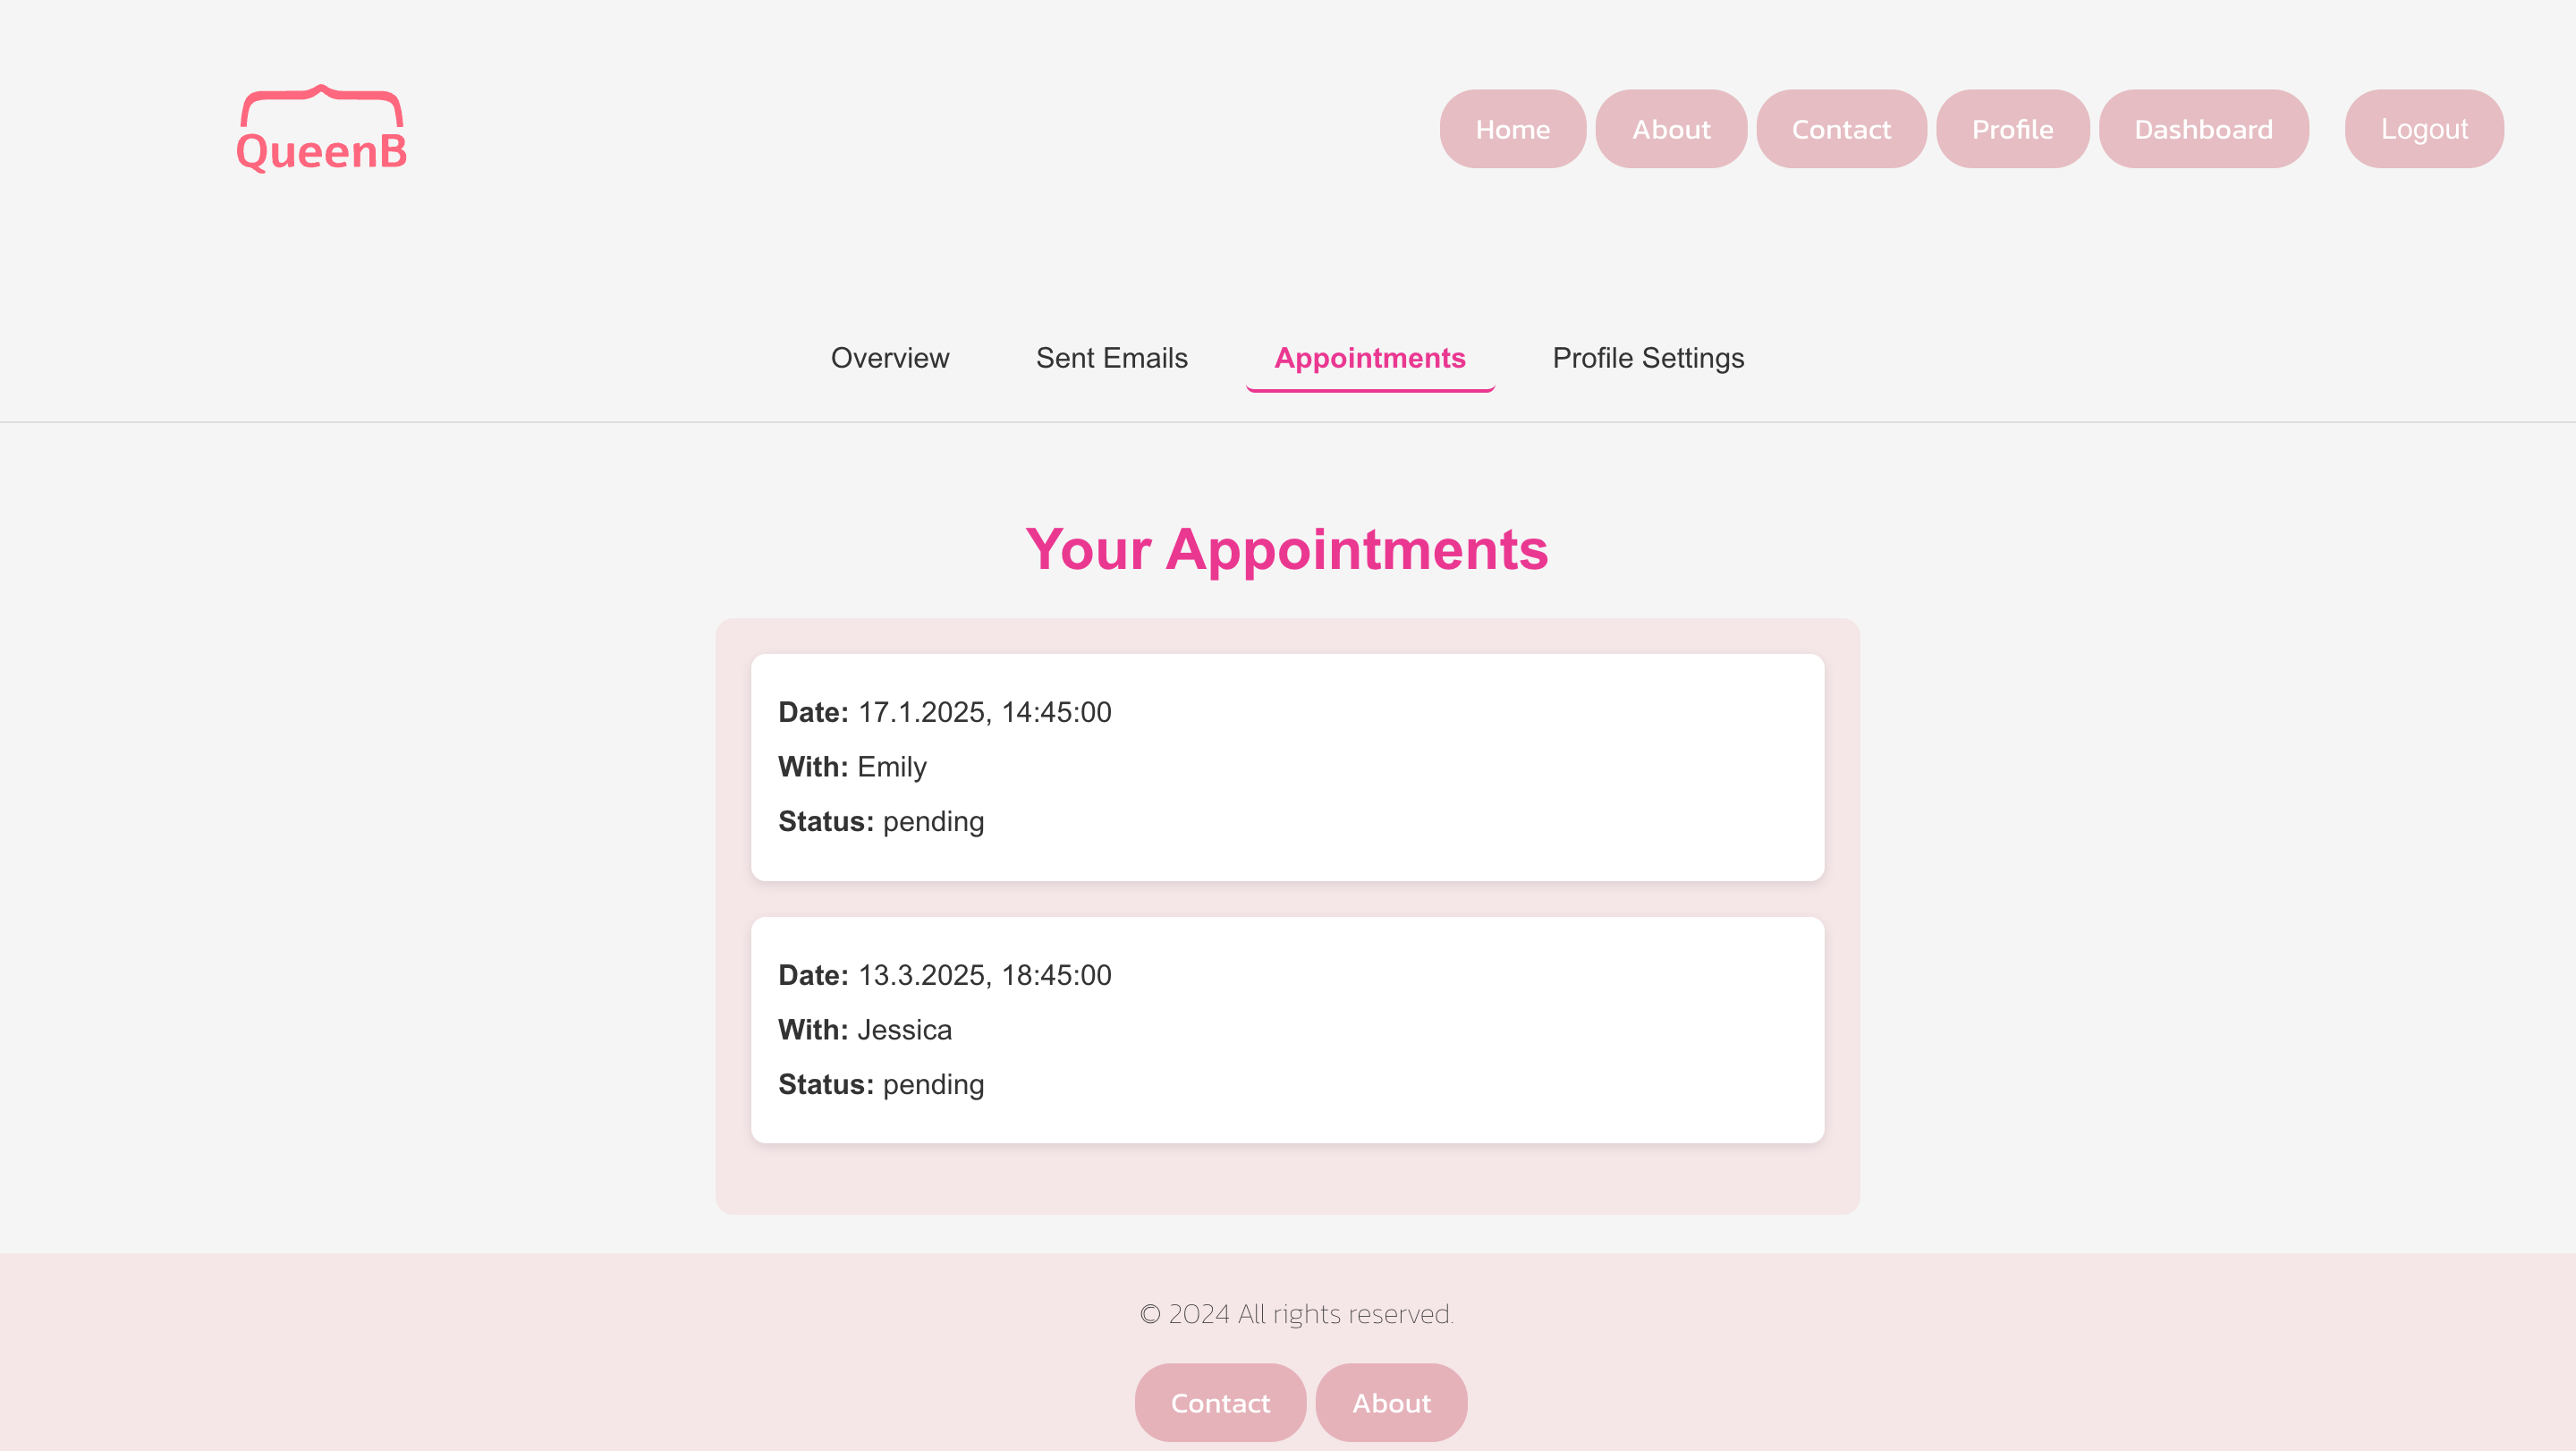 QueenB
Home About Contact Profile Dashboard Logout
Overview Sent Emails Appointments Profile Settings
Your Appointments
Date: 17.1.2025, 14:45:00
With: Emily
Status: pending
Date: 13.3.2025, 18:45:00
With: Jessica
Status: pending
© 2024 All rights reserved.
Contact About